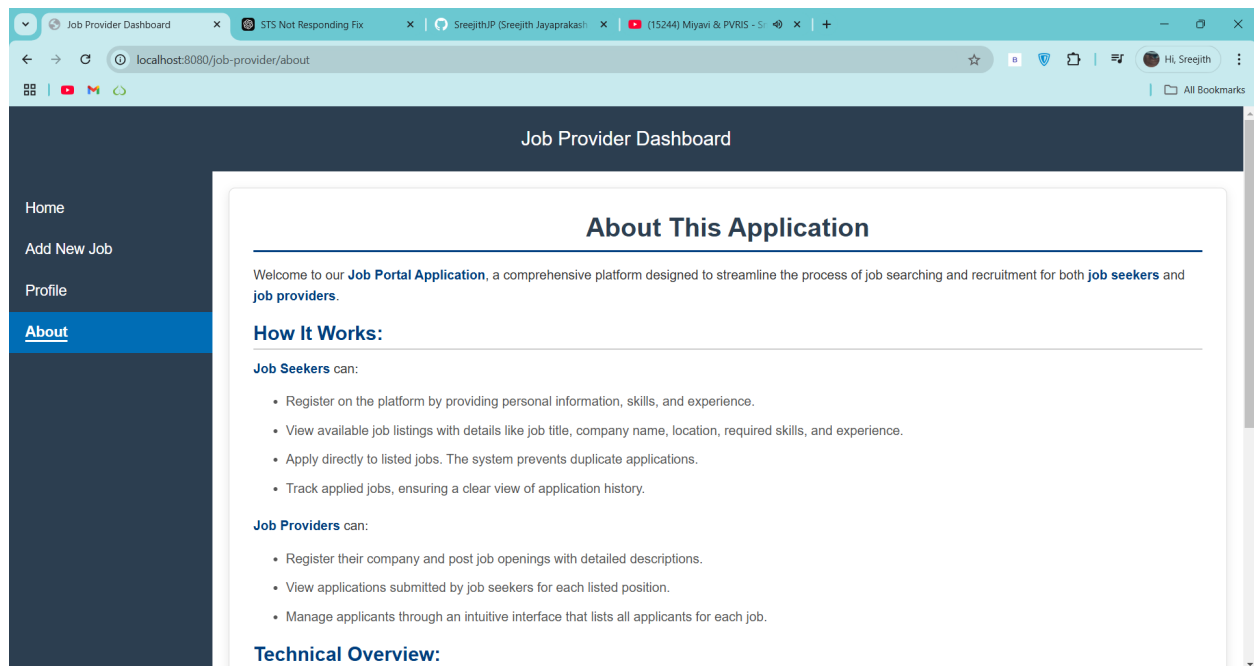 Job Provider Dashboard
STS Not Responding Fix
SreejithJP (Sreejith Jayaprakash
(15244) Miyavi & PVRIS - Sc
localhost:8080/job-provider/about
B
Hi, Sreejith
All Bookmarks
Job Provider Dashboard
Home
Add New Job
Profile
About
About This Application
Welcome to our Job Portal Application, a comprehensive platform designed to streamline the process of job searching and recruitment for both job seekers and
job providers.
How It Works:
Job Seekers can:
• Register on the platform by providing personal information, skills, and experience.
• View available job listings with details like job title, company name, location, required skills, and experience.
• Apply directly to listed jobs. The system prevents duplicate applications.
• Track applied jobs, ensuring a clear view of application history.
Job Providers can:
• Register their company and post job openings with detailed descriptions.
• View applications submitted by job seekers for each listed position.
• Manage applicants through an intuitive interface that lists all applicants for each job.
Technical Overview: